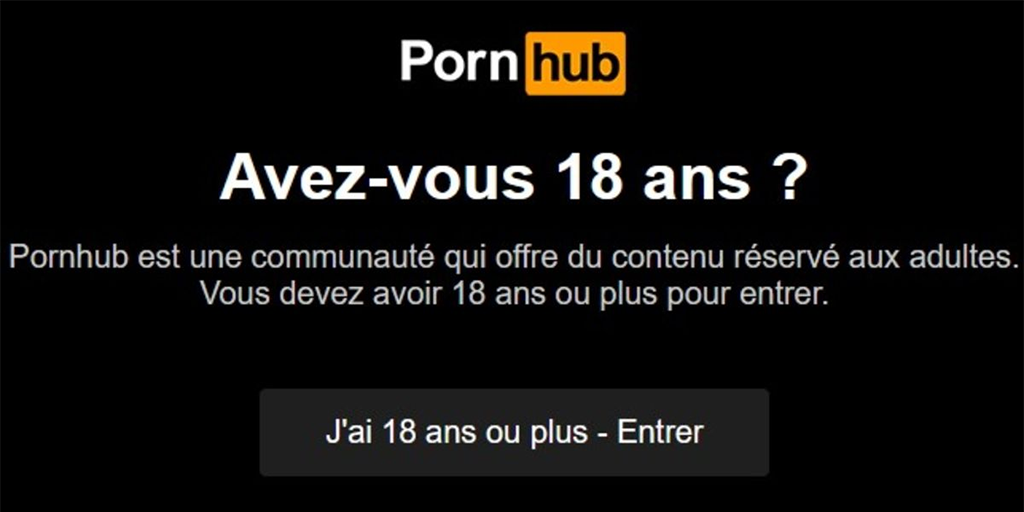 Pornhub
Avez-vous 18 ans ?
Pornhub est une communauté qui offre du contenu réservé aux adultes.
Vous devez avoir 18 ans ou plus pour entrer.
J'ai 18 ans ou plus - Entrer